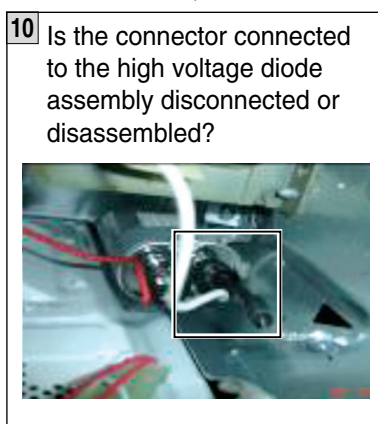 10 Is the connector connected
to the high voltage diode
assembly disconnected or
disassembled?